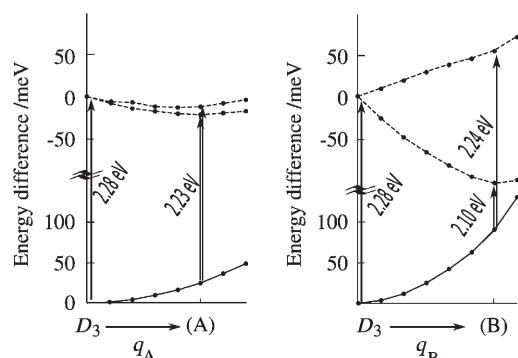 Energy difference /meV
50
0
-50
100
50
0
2.28 eV
2.23 eV
D3
(A)
qA
Energy difference /meV
50
0
-50
100
50
0
2.28 eV
2.24 eV
2.10 eV
D3
(B)
qB